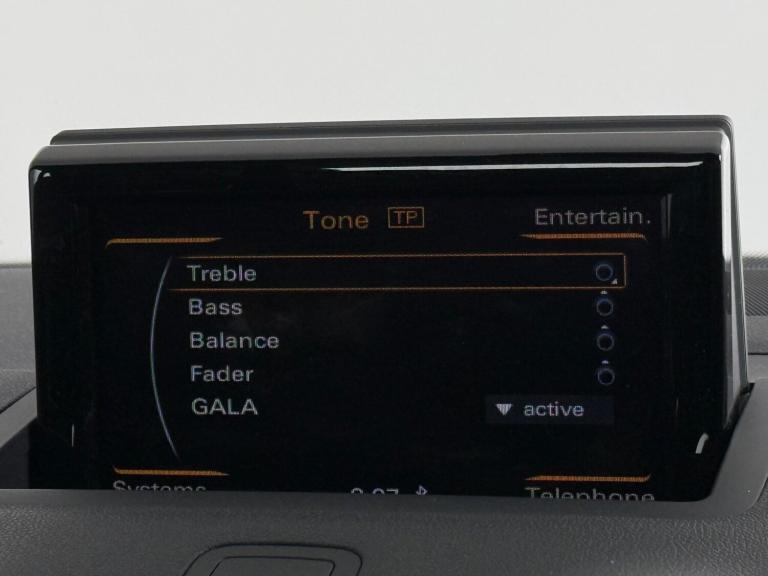 Tone TP Entertain.
Treble
Bass
Balance
Fader
GALA active
Systems Telephone